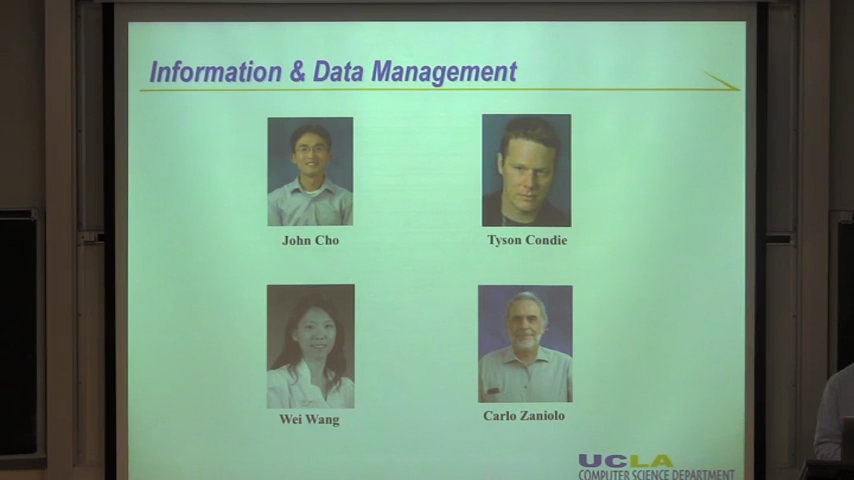 Information & Data Management
John Cho
Tyson Condie
Wei Wang
Carlo Zaniolo
UCLA
COMPUTER SCIENCE DEPARTMENT